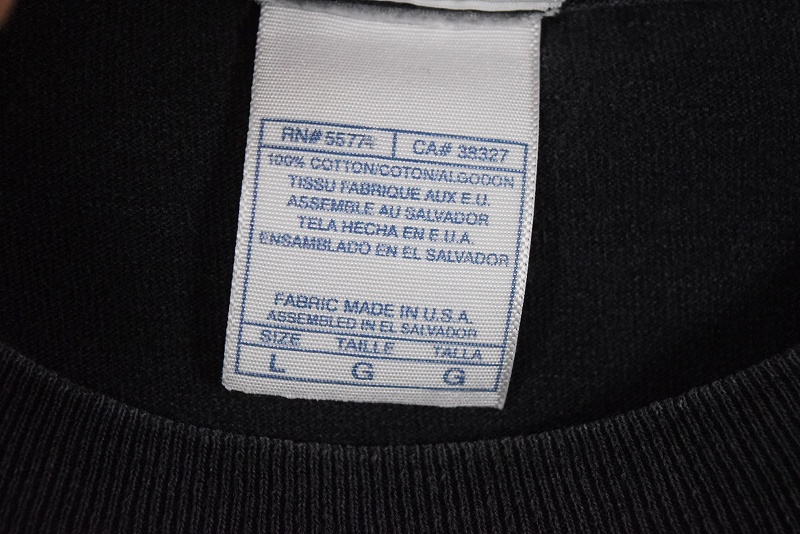 RN# 55774 CA# 38327
100% COTTON/COTON/ALGODON
TISSU FABRIQUE AUX E.U.
ASSEMBLE AU SALVADOR
TELA HECHA EN E.U.A.
ENSAMBLADO EN EL SALVADOR
FABRIC MADE IN U.S.A.
ASSEMBLED IN EL SALVADOR
SIZE TAILLE TALLA
L G G